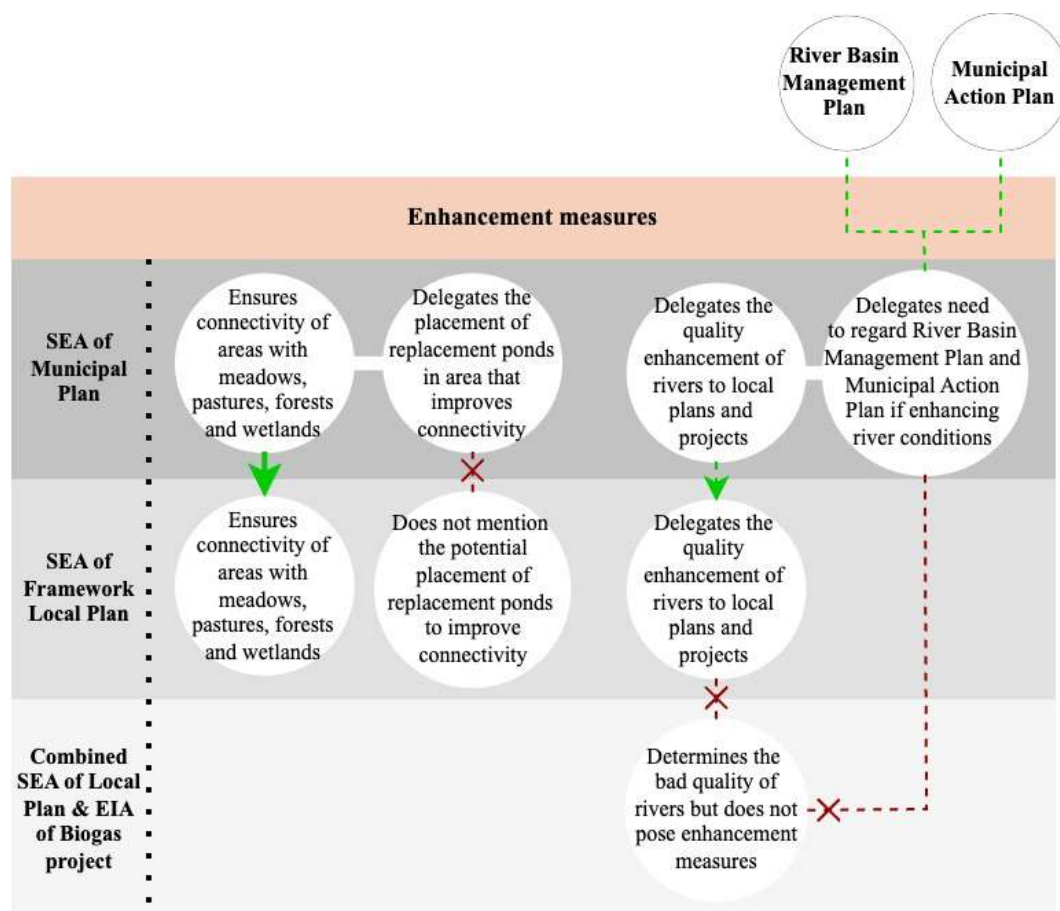 River Basin
Management
Plan
Municipal
Action Plan
Enhancement measures
SEA of
Municipal
Plan
Ensures
connectivity of
areas with
meadows,
pastures, forests
and wetlands
Delegates the
placement of
replacement ponds
in area that
improves
connectivity
Delegates the
quality
enhancement of
rivers to local
plans and
projects
Delegates need
to regard River Basin
Management Plan and
Municipal Action
Plan if enhancing
river conditions
SEA of
Framework
Local Plan
Ensures
connectivity of
areas with
meadows,
pastures, forests
and wetlands
Does not mention
the potential
placement of
replacement ponds
to improve
connectivity
Delegates the
quality
enhancement of
rivers to local
plans and
projects
Combined
SEA of Local
Plan & EIA
of Biogas
project
Determines the
bad quality of
rivers but does not
pose enhancement
measures